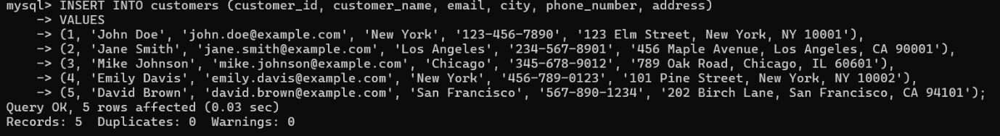 mysql> INSERT INTO customers (customer_id, customer_name, email, city, phone_number, address)
    -> VALUES
    -> (1, 'John Doe', 'john.doe@example.com', 'New York', '123-456-7890', '123 Elm Street, New York, NY 10001'),
    -> (2, 'Jane Smith', 'jane.smith@example.com', 'Los Angeles', '234-567-8901', '456 Maple Avenue, Los Angeles, CA 90001'),
    -> (3, 'Mike Johnson', 'mike.johnson@example.com', 'Chicago', '345-678-9012', '789 Oak Road, Chicago, IL 60601'),
    -> (4, 'Emily Davis', 'emily.davis@example.com', 'New York', '456-789-0123', '101 Pine Street, New York, NY 10002'),
    -> (5, 'David Brown', 'david.brown@example.com', 'San Francisco', '567-890-1234', '202 Birch Lane, San Francisco, CA 94101');
Query OK, 5 rows affected (0.03 sec)
Records: 5  Duplicates: 0  Warnings: 0